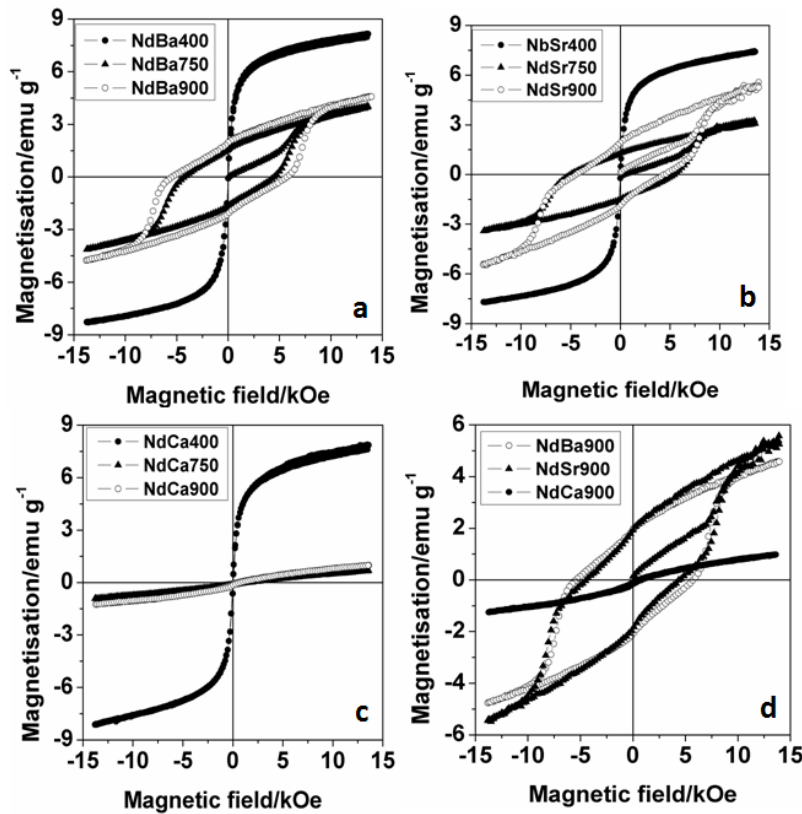 NdBa400
NdBa750
NdBa900
9
6
3
0
-3
-6
-9
-15 -10 -5 0 5 10 15
Magnetisation/emu g-1
Magnetic field/kOe
a
NbSr400
NdSr750
NdSr900
9
6
3
0
-3
-6
-9
-15 -10 -5 0 5 10 15
Magnetisation/emu g-1
Magnetic field/kOe
b
NdCa400
NdCa750
NdCa900
9
6
3
0
-3
-6
-9
-15 -10 -5 0 5 10 15
Magnetisation/emu g-1
Magnetic field/kOe
c
NdBa900
NdSr900
NdCa900
6
4
2
0
-2
-4
-6
-15 -10 -5 0 5 10 15
Magnetisation/emu g-1
Magnetic field/kOe
d